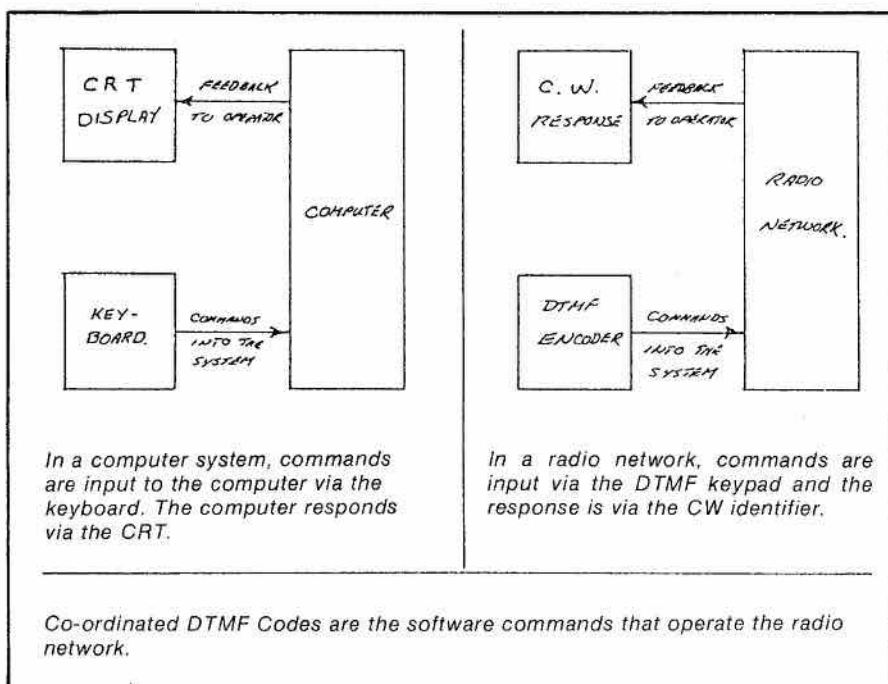 CRT
DISPLAY
FEEDBACK
TO OPERATOR
COMPUTER
KEY-
BOARD.
COMMANDS
INTO THE
SYSTEM
In a computer system, commands
are input to the computer via the
keyboard. The computer responds
via the CRT.
C.W.
RESPONSE
FEEDBACK
TO OPERATOR
RADIO
NETWORK.
DTMF
ENCODER
COMMANDS
INTO THE
SYSTEM
In a radio network, commands are
input via the DTMF keypad and the
response is via the CW identifier.
Co-ordinated DTMF Codes are the software commands that operate the radio
network.